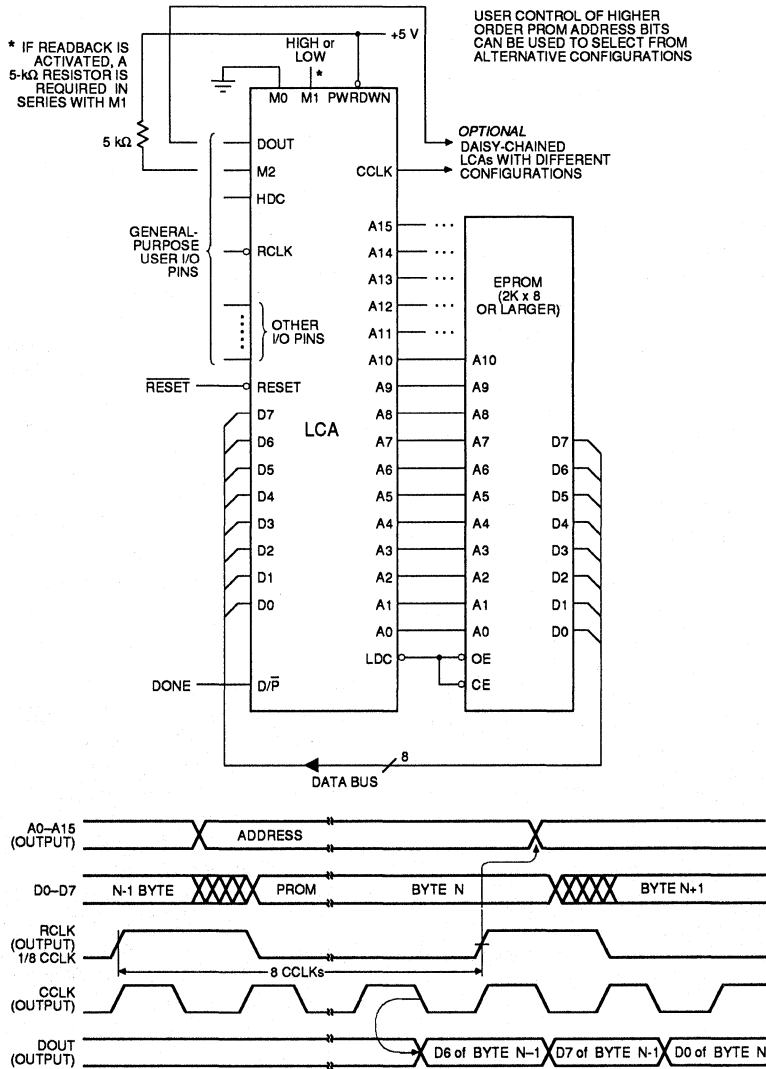 * IF READBACK IS
ACTIVATED, A
5-kΩ RESISTOR IS
REQUIRED IN
SERIES WITH M1
HIGH or
LOW
*
+5 V
USER CONTROL OF HIGHER
ORDER PROM ADDRESS BITS
CAN BE USED TO SELECT FROM
ALTERNATIVE CONFIGURATIONS
M0 M1 PWRDWN
5 kΩ
DOUT
M2
HDC
RCLK
GENERAL-
PURPOSE
USER I/O
PINS
OTHER
I/O PINS
RESET
RESET
D7
D6
D5
D4
D3
D2
D1
D0
DONE
D/P
LCA
CCLK
OPTIONAL
DAISY-CHAINED
LCAs WITH DIFFERENT
CONFIGURATIONS
A15 ...
A14 ...
A13 ...
A12 ...
A11 ...
A10
A9
A8
A7
A6
A5
A4
A3
A2
A1
A0
LDC
EPROM
(2K x 8
OR LARGER)
A10
A9
A8
A7
A6
A5
A4
A3
A2
A1
A0
OE
CE
D7
D6
D5
D4
D3
D2
D1
D0
8
DATA BUS
A0–A15
(OUTPUT)
ADDRESS
D0–D7
N-1 BYTE
PROM
BYTE N
BYTE N+1
RCLK
(OUTPUT)
1/8 CCLK
8 CCLKs
CCLK
(OUTPUT)
DOUT
(OUTPUT)
D6 of BYTE N–1
D7 of BYTE N-1
D0 of BYTE N